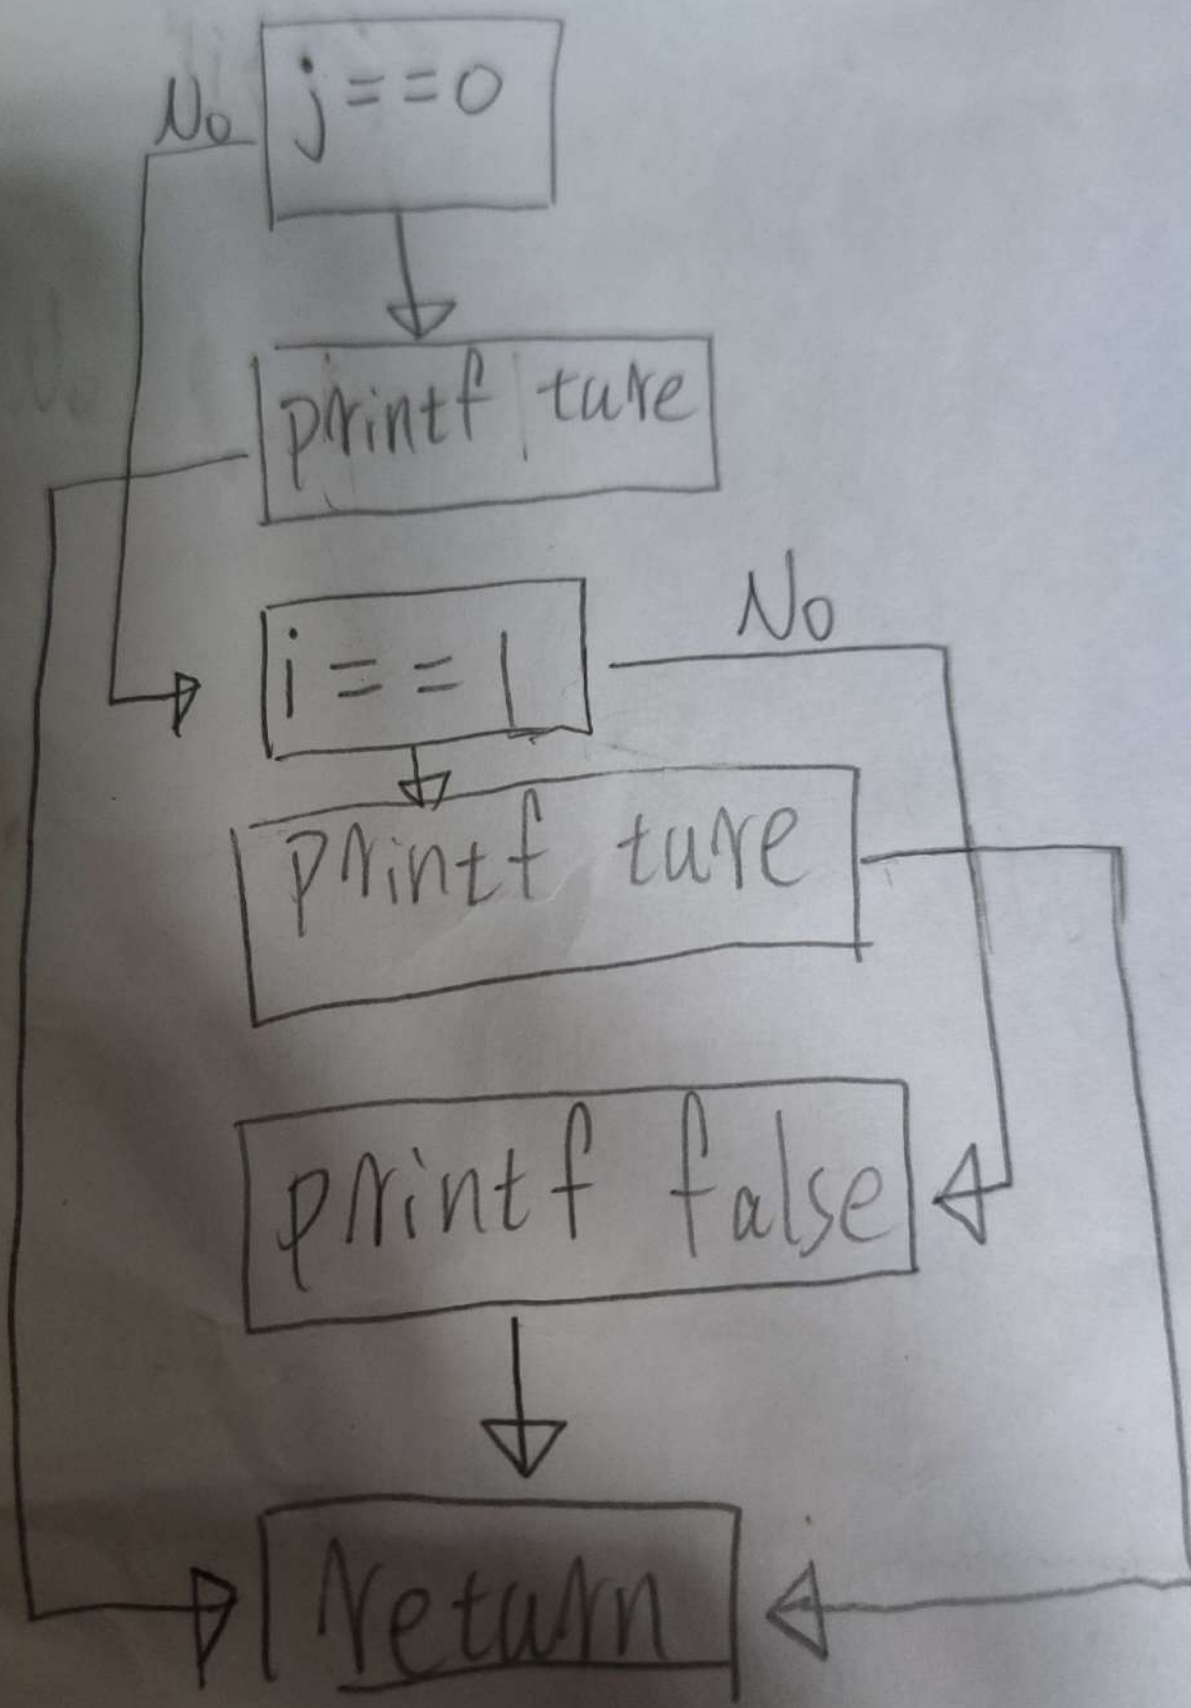 No
j==0
printf ture
i==1
No
printf ture
printf false
return